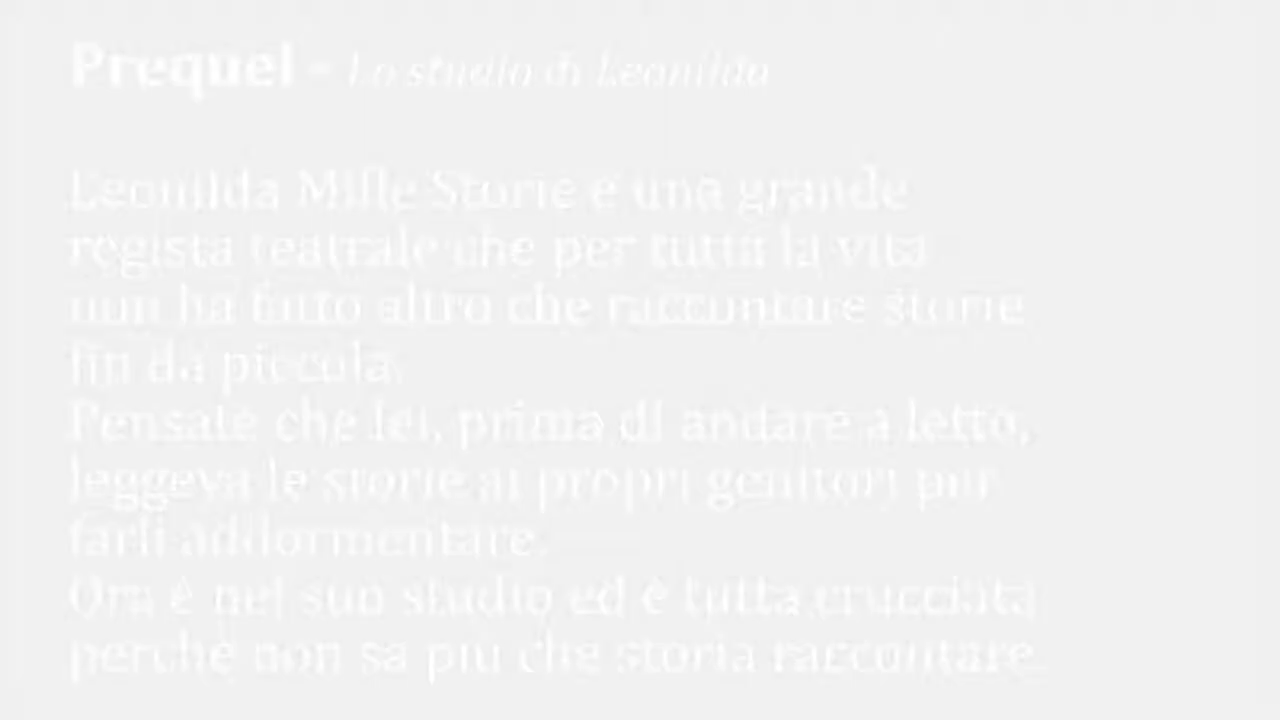 Prequel - Lo studio di Leonilda
Leonilda Mille Storie è una grande
regista teatrale che per tutta la vita
non ha fatto altro che raccontare storie
fin da piccola.
Pensate che lei, prima di andare a letto,
leggeva le storie ai propri genitori per
farli addormentare.
Ora è nel suo studio ed è tutta crucciata
perché non sa più che storia raccontare.